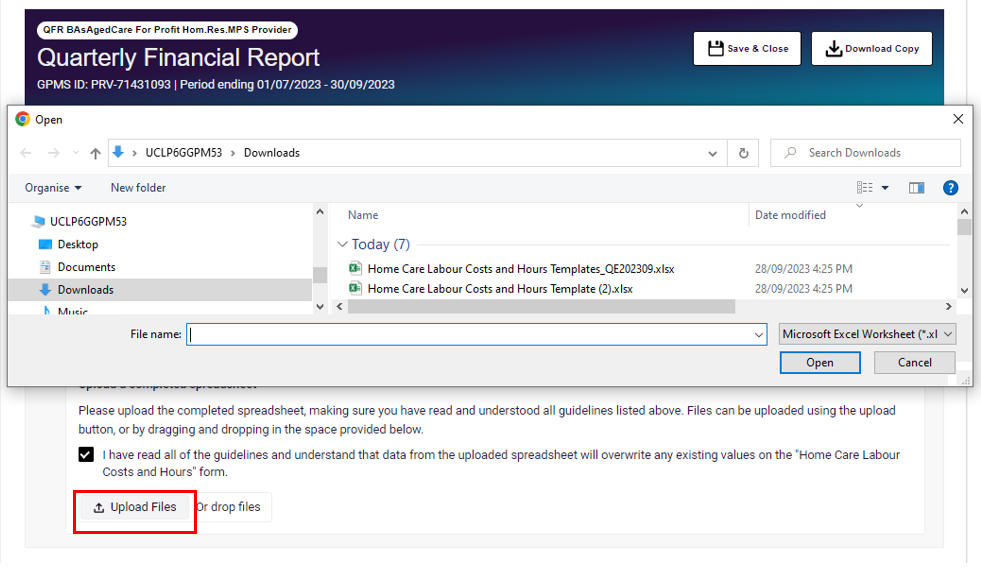 QFR BAsAgedCare For Profit Hom.Res.MPS Provider
Quarterly Financial Report
GPMS ID: PRV-71431093 | Period ending 01/07/2023 - 30/09/2023
Save & Close
Download Copy
Open
UCLP6GGPM53 > Downloads
Search Downloads
Organise
New folder
UCLP6GGPM53
Desktop
Documents
Downloads
Music
Name
Date modified
Today (7)
Home Care Labour Costs and Hours Templates_QE202309.xlsx 28/09/2023 4:25 PM
Home Care Labour Costs and Hours Template (2).xlsx 28/09/2023 4:25 PM
File name:
Microsoft Excel Worksheet (*.xl
Open
Cancel
Upload a completed spreadsheet
Please upload the completed spreadsheet, making sure you have read and understood all guidelines listed above. Files can be uploaded using the upload
button, or by dragging and dropping in the space provided below.
I have read all of the guidelines and understand that data from the uploaded spreadsheet will overwrite any existing values on the "Home Care Labour
Costs and Hours" form.
Upload Files
Or drop files